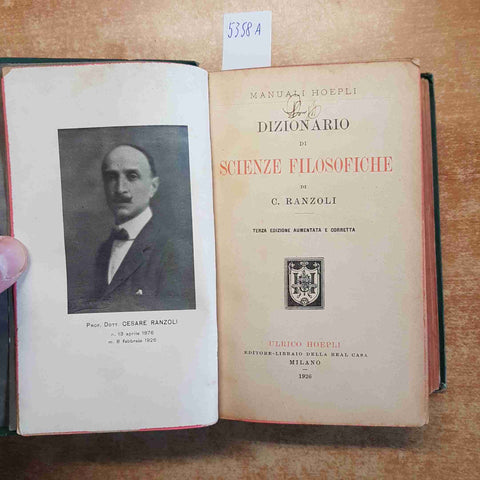 5358 A
PROF. DOTT. CESARE RANZOLI
n. 13 aprile 1876
m. 8 febbraio 1926
MANUALI HOEPLI
DIZIONARIO
DI
SCIENZE FILOSOFICHE
DI
C. RANZOLI
TERZA EDIZIONE AUMENTATA E CORRETTA
ULRICO HOEPLI
EDITORE-LIBRAIO DELLA REAL CASA
MILANO
1926